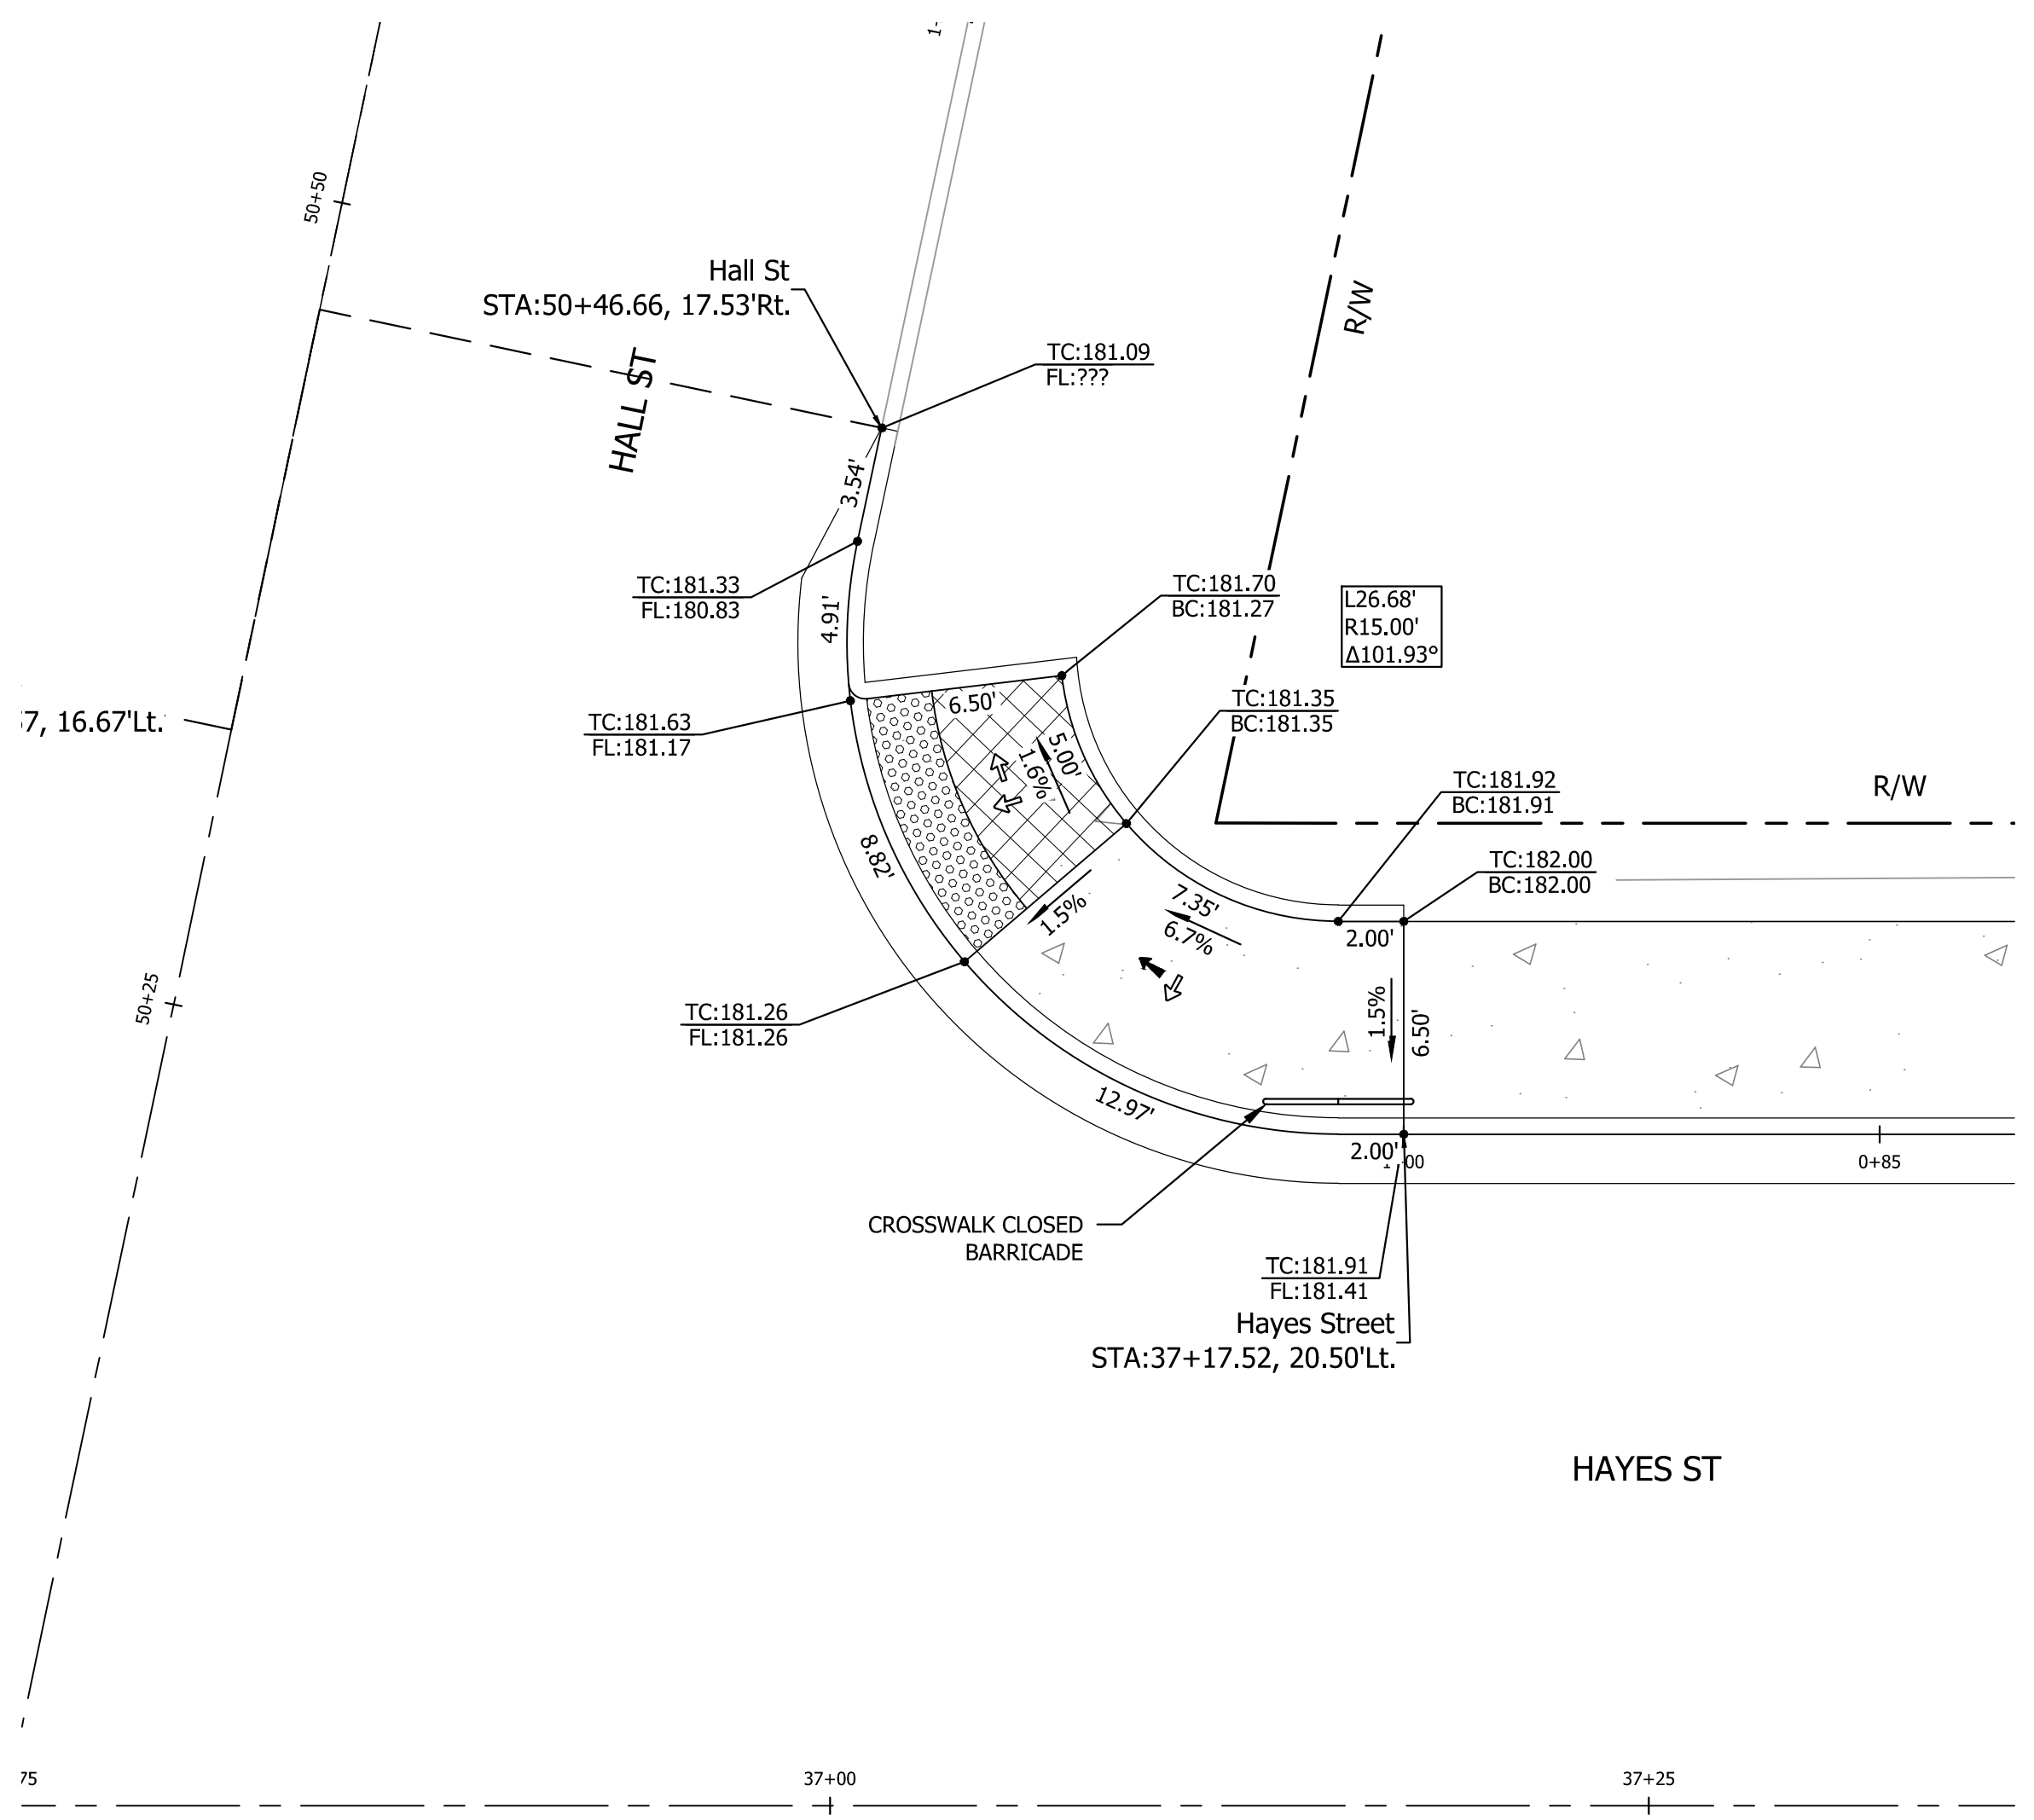 50+50
Hall St
STA:50+46.66, 17.53'Rt.
HALL ST
TC:181.09
FL:???
R/W
3.54'
TC:181.33
FL:180.83
4.91'
TC:181.70
BC:181.27
L26.68'
R15.00'
Δ101.93°
7, 16.67'Lt.
TC:181.63
FL:181.17
6.50'
5.00'
1.6%
TC:181.35
BC:181.35
TC:181.92
BC:181.91
R/W
TC:182.00
BC:182.00
8.82'
1.5%
7.35'
6.7%
2.00'
50+25
TC:181.26
FL:181.26
1.5%
6.50'
12.97'
2.00'
00
0+85
CROSSWALK CLOSED
BARRICADE
TC:181.91
FL:181.41
Hayes Street
STA:37+17.52, 20.50'Lt.
HAYES ST
75
37+00
37+25